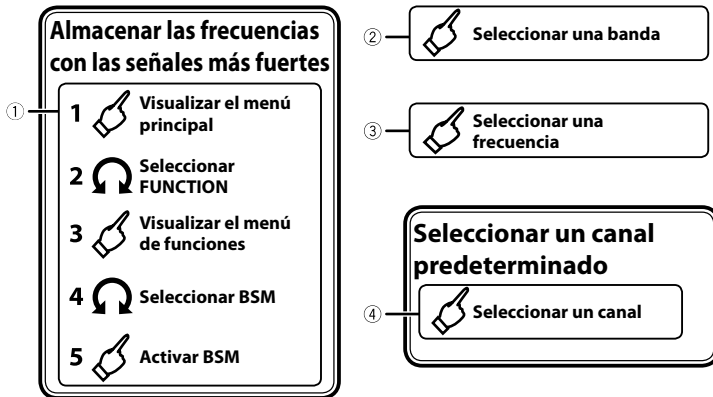 Almacenar las frecuencias
con las señales más fuertes
①
1 Visualizar el menú
principal
2 Seleccionar
FUNCTION
3 Visualizar el menú
de funciones
4 Seleccionar BSM
5 Activar BSM
② Seleccionar una banda
③ Seleccionar una
frecuencia
Seleccionar un canal
predeterminado
④ Seleccionar un canal